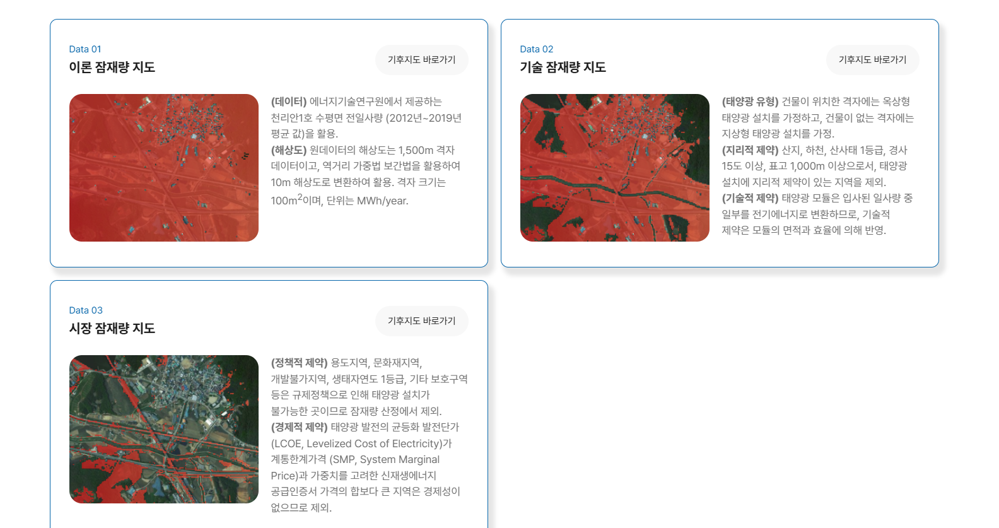 Data 01
이론 잠재량 지도
기후지도 바로가기
(데이터) 에너지기술연구원에서 제공하는
천리안1호 수평면 전일사량 (2012년~2019년
평균 값)을 활용.
(해상도) 원데이터의 해상도는 1,500m 격자
데이터이고, 역거리 가중법 보간법을 활용하여
10m 해상도로 변환하여 활용. 격자 크기는
100m²이며, 단위는 MWh/year.
Data 02
기술 잠재량 지도
기후지도 바로가기
(태양광 유형) 건물이 위치한 격자에는 옥상형
태양광 설치를 가정하고, 건물이 없는 격자에는
지상형 태양광 설치를 가정.
(지리적 제약) 산지, 하천, 산사태 1등급, 경사
15도 이상, 표고 1,000m 이상으로서, 태양광
설치에 지리적 제약이 있는 지역을 제외.
(기술적 제약) 태양광 모듈은 입사된 일사량 중
일부를 전기에너지로 변환하므로, 기술적
제약은 모듈의 면적과 효율에 의해 반영.
Data 03
시장 잠재량 지도
기후지도 바로가기
(정책적 제약) 용도지역, 문화재지역,
개발불가지역, 생태자연도 1등급, 기타 보호구역
등은 규제정책으로 인해 태양광 설치가
불가능한 곳이므로 잠재량 산정에서 제외.
(경제적 제약) 태양광 발전의 균등화 발전단가
(LCOE, Levelized Cost of Electricity)가
계통한계가격 (SMP, System Marginal
Price)과 가중치를 고려한 신재생에너지
공급인증서 가격의 합보다 큰 지역은 경제성이
없으므로 제외.